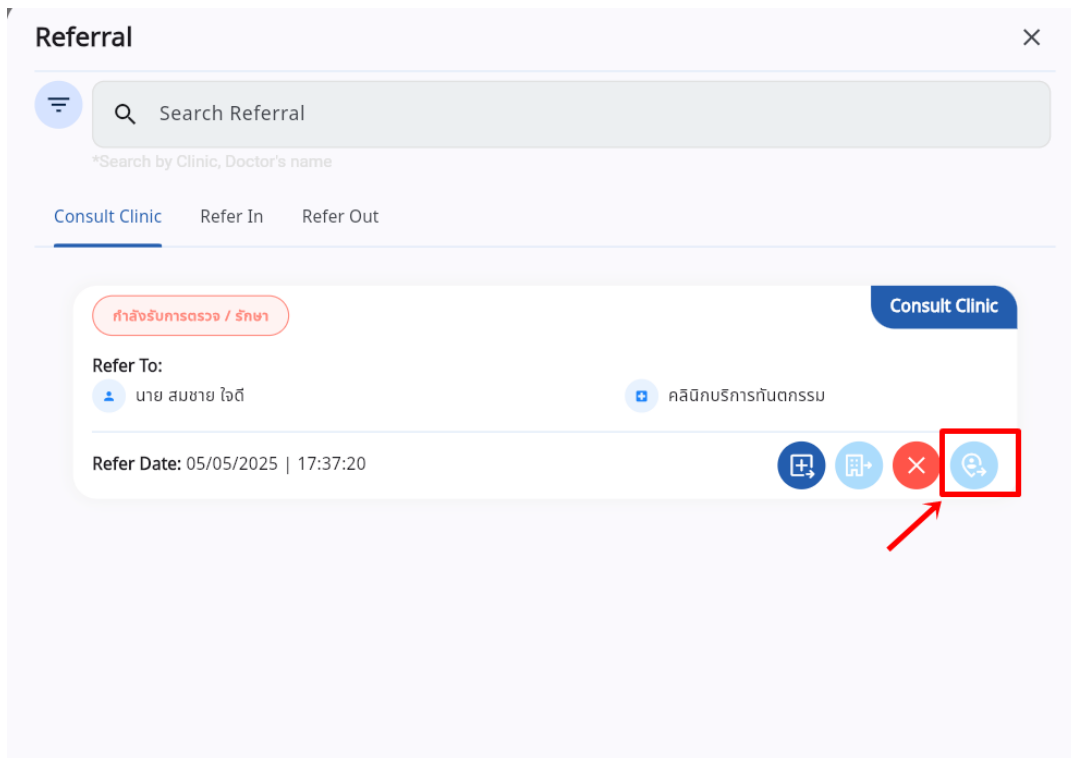 Referral
Search Referral
*Search by Clinic, Doctor's name
Consult Clinic Refer In Refer Out
กำลังรับการตรวจ / รักษา
Consult Clinic
Refer To:
นาย สมชาย ใจดี
คลินิกบริการทันตกรรม
Refer Date: 05/05/2025 | 17:37:20